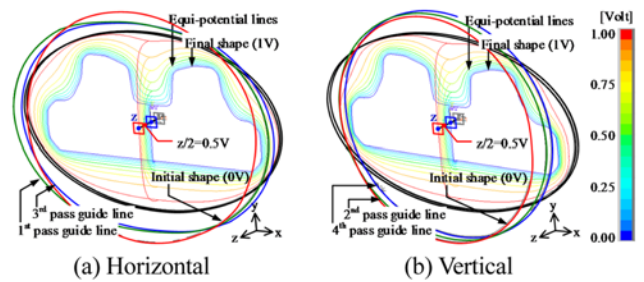 Equi-potential lines
Final shape (1V)
z
z/2=0.5V
Initial shape (0V)
3rd pass guide line
1st pass guide line
y
z x
(a) Horizontal
Equi-potential lines
Final shape (1V)
z
z/2=0.5V
Initial shape (0V)
2nd pass guide line
4th pass guide line
y
z x
(b) Vertical
[Volt]
1.00
0.75
0.50
0.25
0.00